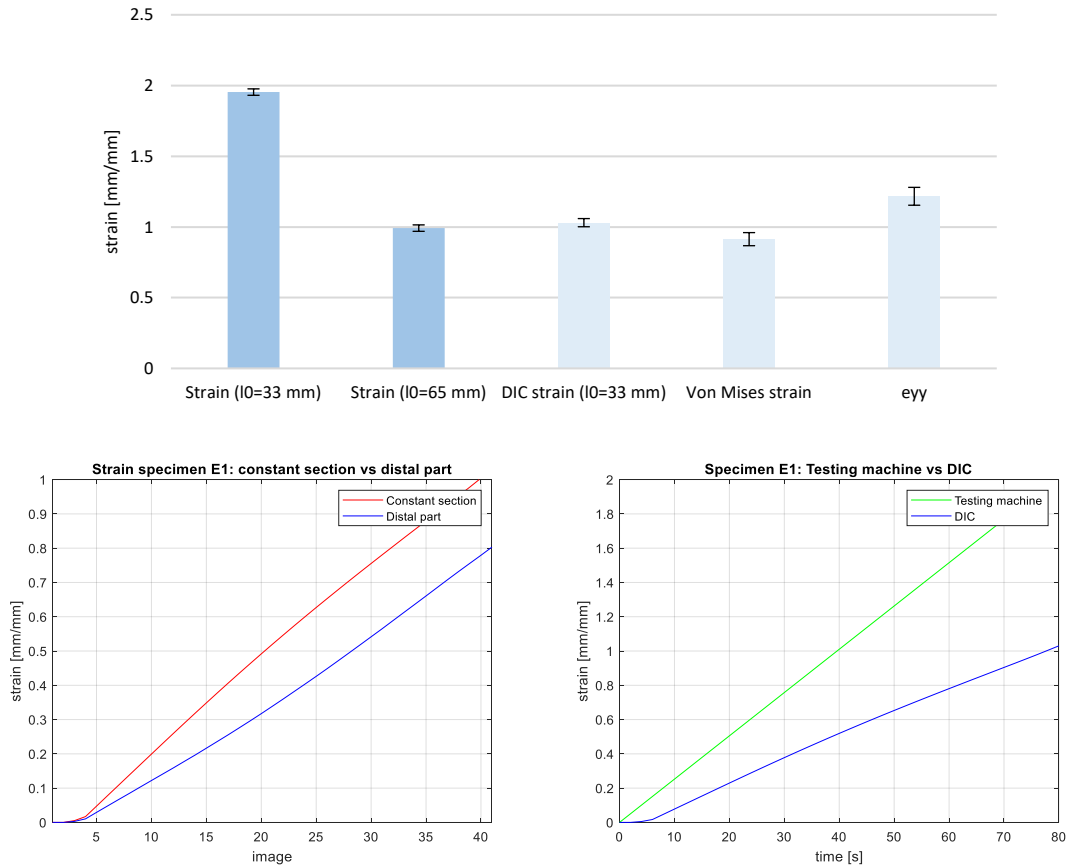 2.5
2
1.5
1
0.5
0
strain [mm/mm]
Strain (l0=33 mm)
Strain (l0=65 mm)
DIC strain (l0=33 mm)
Von Mises strain
eyy
Strain specimen E1: constant section vs distal part
1
0.9
0.8
0.7
0.6
0.5
0.4
0.3
0.2
0.1
0
strain [mm/mm]
Constant section
Distal part
5
10
15
20
25
30
35
40
image
Specimen E1: Testing machine vs DIC
2
1.8
1.6
1.4
1.2
1
0.8
0.6
0.4
0.2
0
strain [mm/mm]
Testing machine
DIC
0
10
20
30
40
50
60
70
80
time [s]